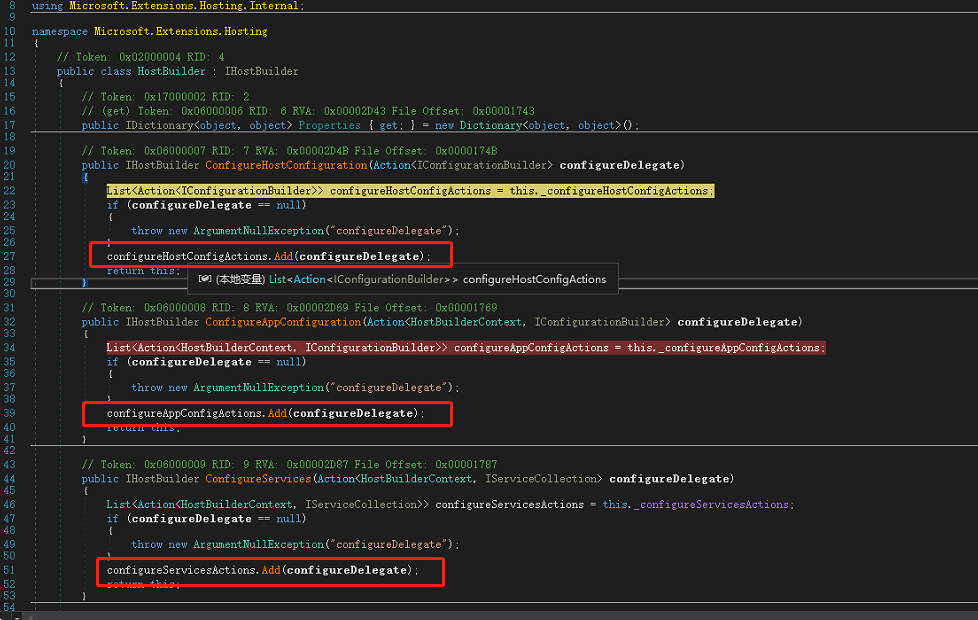 8 using Microsoft.Extensions.Hosting.Internal;
9
10 namespace Microsoft.Extensions.Hosting
11 {
12 // Token: 0x02000004 RID: 4
13 public class HostBuilder : IHostBuilder
14 {
15 // Token: 0x17000002 RID: 2
16 // (get) Token: 0x06000006 RID: 6 RVA: 0x00002D43 File Offset: 0x00001743
17 public IDictionary<object, object> Properties { get; } = new Dictionary<object, object>();
18
19 // Token: 0x06000007 RID: 7 RVA: 0x00002D4B File Offset: 0x0000174B
20 public IHostBuilder ConfigureHostConfiguration(Action<IConfigurationBuilder> configureDelegate)
21 {
22 List<Action<IConfigurationBuilder>> configureHostConfigActions = this._configureHostConfigActions;
23 if (configureDelegate == null)
24 {
25 throw new ArgumentNullException("configureDelegate");
26 }
27 configureHostConfigActions.Add(configureDelegate);
28 return this;
(本地变量) List<Action<IConfigurationBuilder>> configureHostConfigActions
29 }
30
31 // Token: 0x06000008 RID: 8 RVA: 0x00002D69 File Offset: 0x00001769
32 public IHostBuilder ConfigureAppConfiguration(Action<HostBuilderContext, IConfigurationBuilder> configureDelegate)
33 {
34 List<Action<HostBuilderContext, IConfigurationBuilder>> configureAppConfigActions = this._configureAppConfigActions;
35 if (configureDelegate == null)
36 {
37 throw new ArgumentNullException("configureDelegate");
38 }
39 configureAppConfigActions.Add(configureDelegate);
40 return this;
41 }
42
43 // Token: 0x06000009 RID: 9 RVA: 0x00002D87 File Offset: 0x00001787
44 public IHostBuilder ConfigureServices(Action<HostBuilderContext, IServiceCollection> configureDelegate)
45 {
46 List<Action<HostBuilderContext, IServiceCollection>> configureServicesActions = this._configureServicesActions;
47 if (configureDelegate == null)
48 {
49 throw new ArgumentNullException("configureDelegate");
50 }
51 configureServicesActions.Add(configureDelegate);
52 return this;
53 }
54